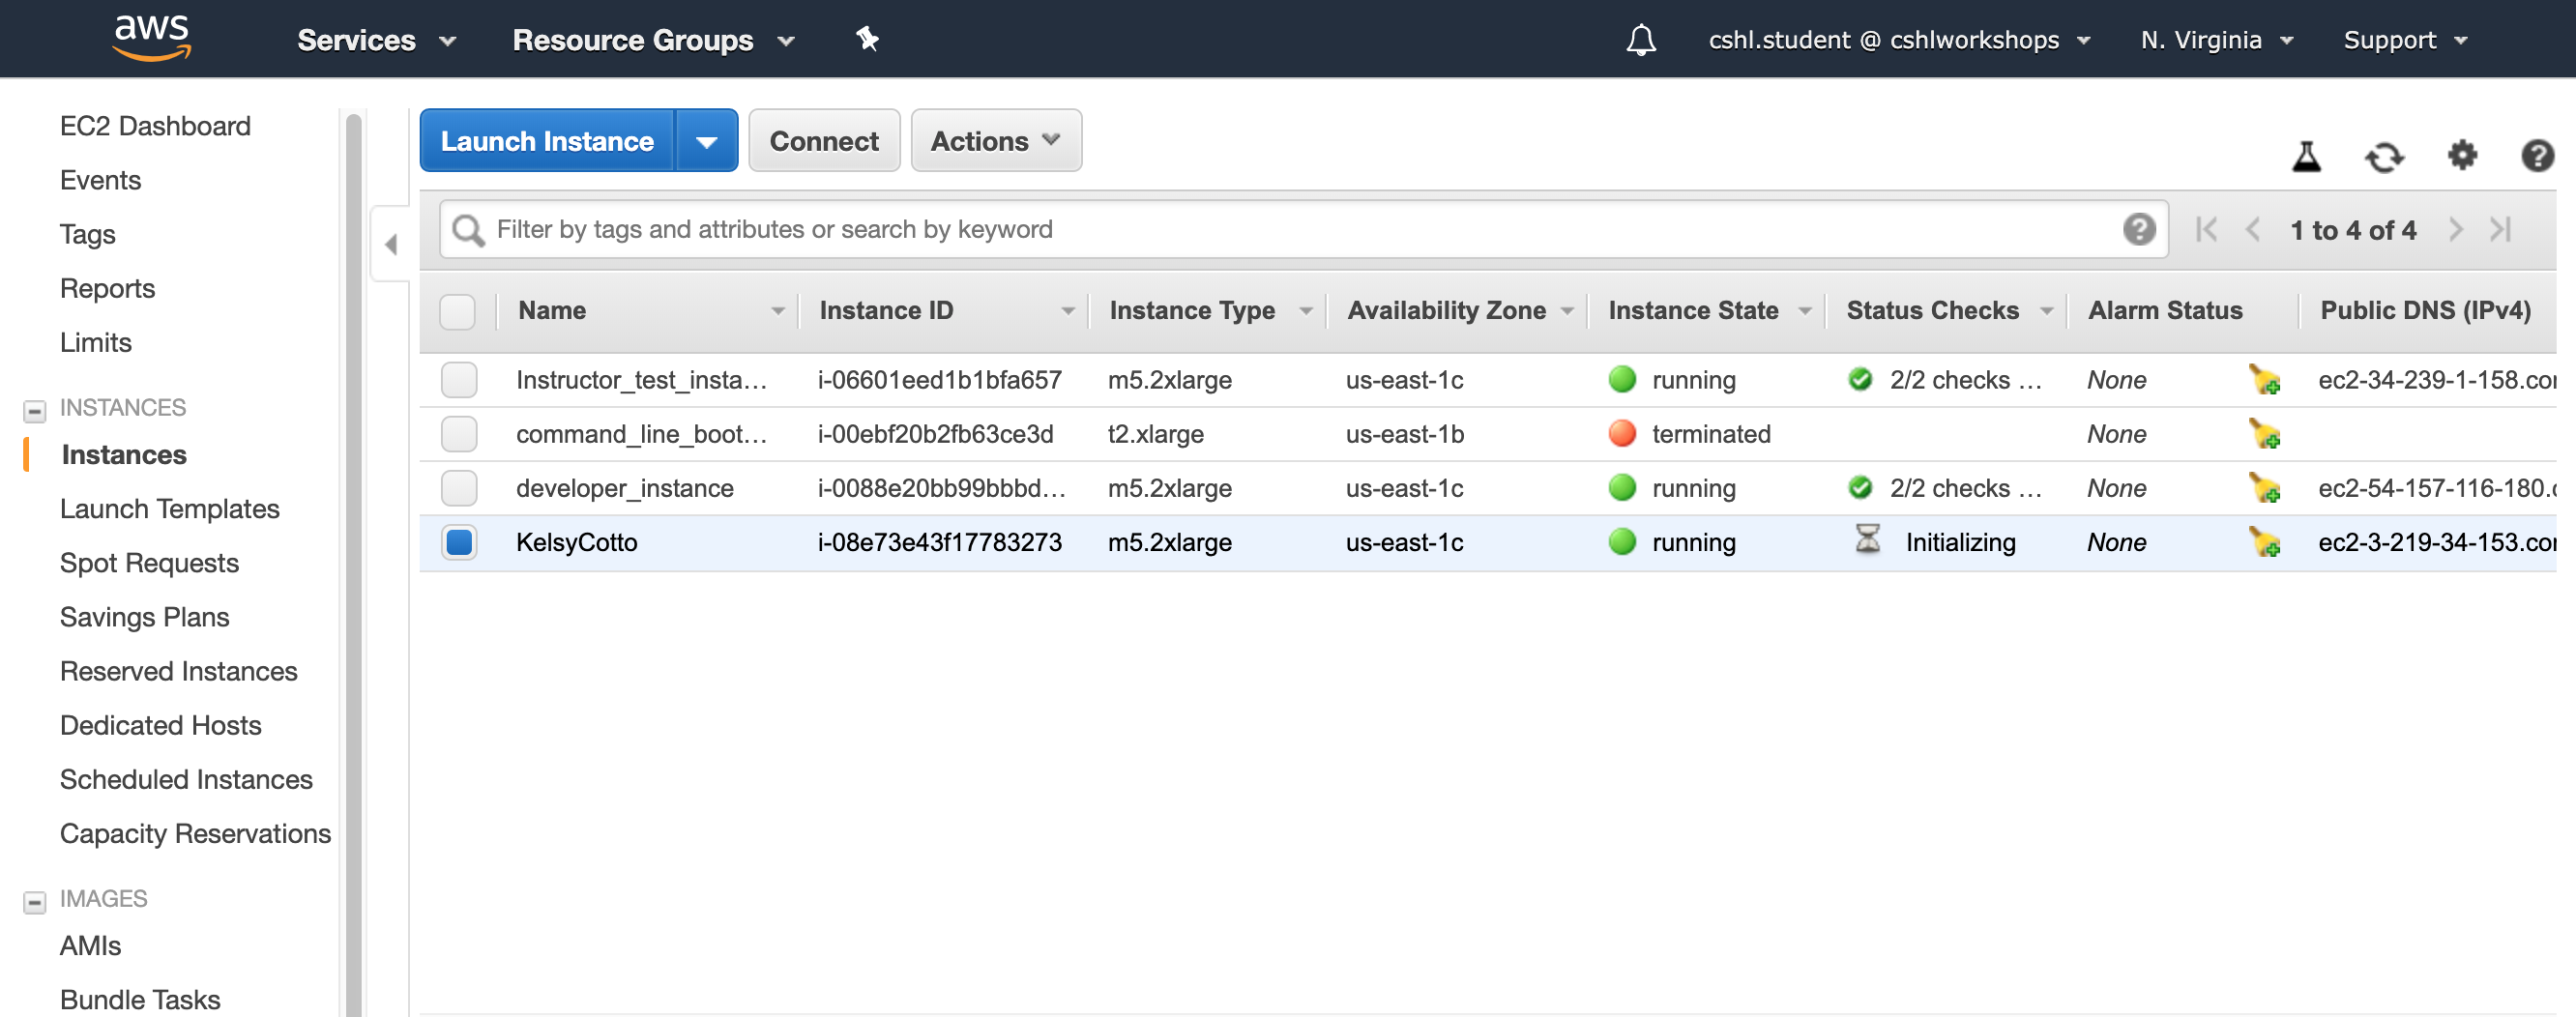 aws Services Resource Groups cshl.student @ cshlworkshops N. Virginia Support
EC2 Dashboard
Events
Tags
Reports
Limits
INSTANCES
Instances
Launch Templates
Spot Requests
Savings Plans
Reserved Instances
Dedicated Hosts
Scheduled Instances
Capacity Reservations
IMAGES
AMIs
Bundle Tasks
Launch Instance Connect Actions
Filter by tags and attributes or search by keyword 1 to 4 of 4
Name Instance ID Instance Type Availability Zone Instance State Status Checks Alarm Status Public DNS (IPv4)
Instructor_test_insta... i-06601eed1b1bfa657 m5.2xlarge us-east-1c running 2/2 checks ... None ec2-34-239-1-158.co
command_line_boot... i-00ebf20b2fb63ce3d t2.xlarge us-east-1b terminated None
developer_instance i-0088e20bb99bbbd... m5.2xlarge us-east-1c running 2/2 checks ... None ec2-54-157-116-180.
KelsyCotto i-08e73e43f17783273 m5.2xlarge us-east-1c running Initializing None ec2-3-219-34-153.co